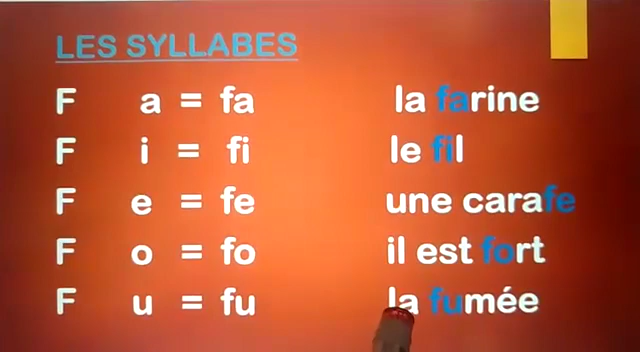 LES SYLLABES
F a = fa la farine
F i = fi le fil
F e = fe une carafe
F o = fo il est fort
F u = fu la fumée